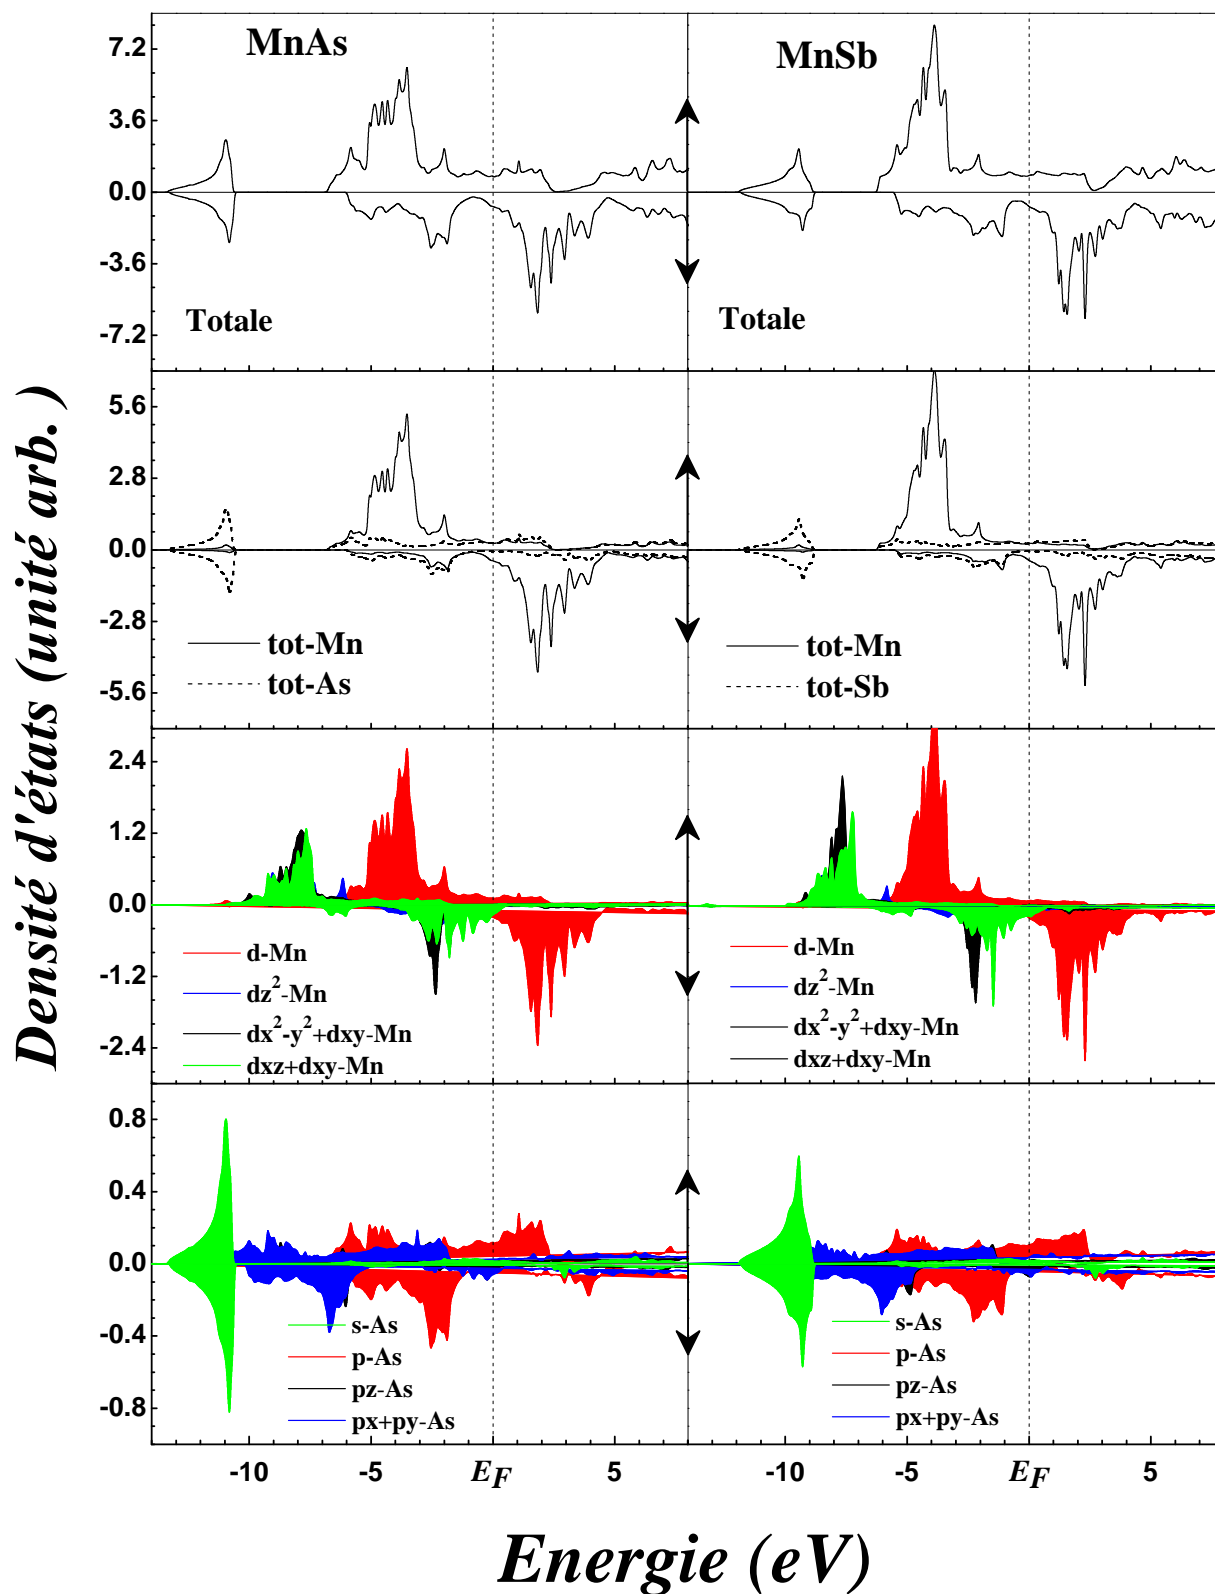 MnAs
MnSb
7.2
3.6
0.0
-3.6
-7.2
Totale
Totale
5.6
2.8
0.0
-2.8
-5.6
tot-Mn
tot-As
tot-Mn
tot-Sb
2.4
1.2
0.0
-1.2
-2.4
d-Mn
dz²-Mn
dx²-y²+dxy-Mn
dxz+dxy-Mn
d-Mn
dz²-Mn
dx²-y²+dxy-Mn
dxz+dxy-Mn
0.8
0.4
0.0
-0.4
-0.8
s-As
p-As
pz-As
px+py-As
s-As
p-As
pz-As
px+py-As
-10 -5 EF 5
-10 -5 EF 5
Densité d'états (unité arb. )
Energie (eV)